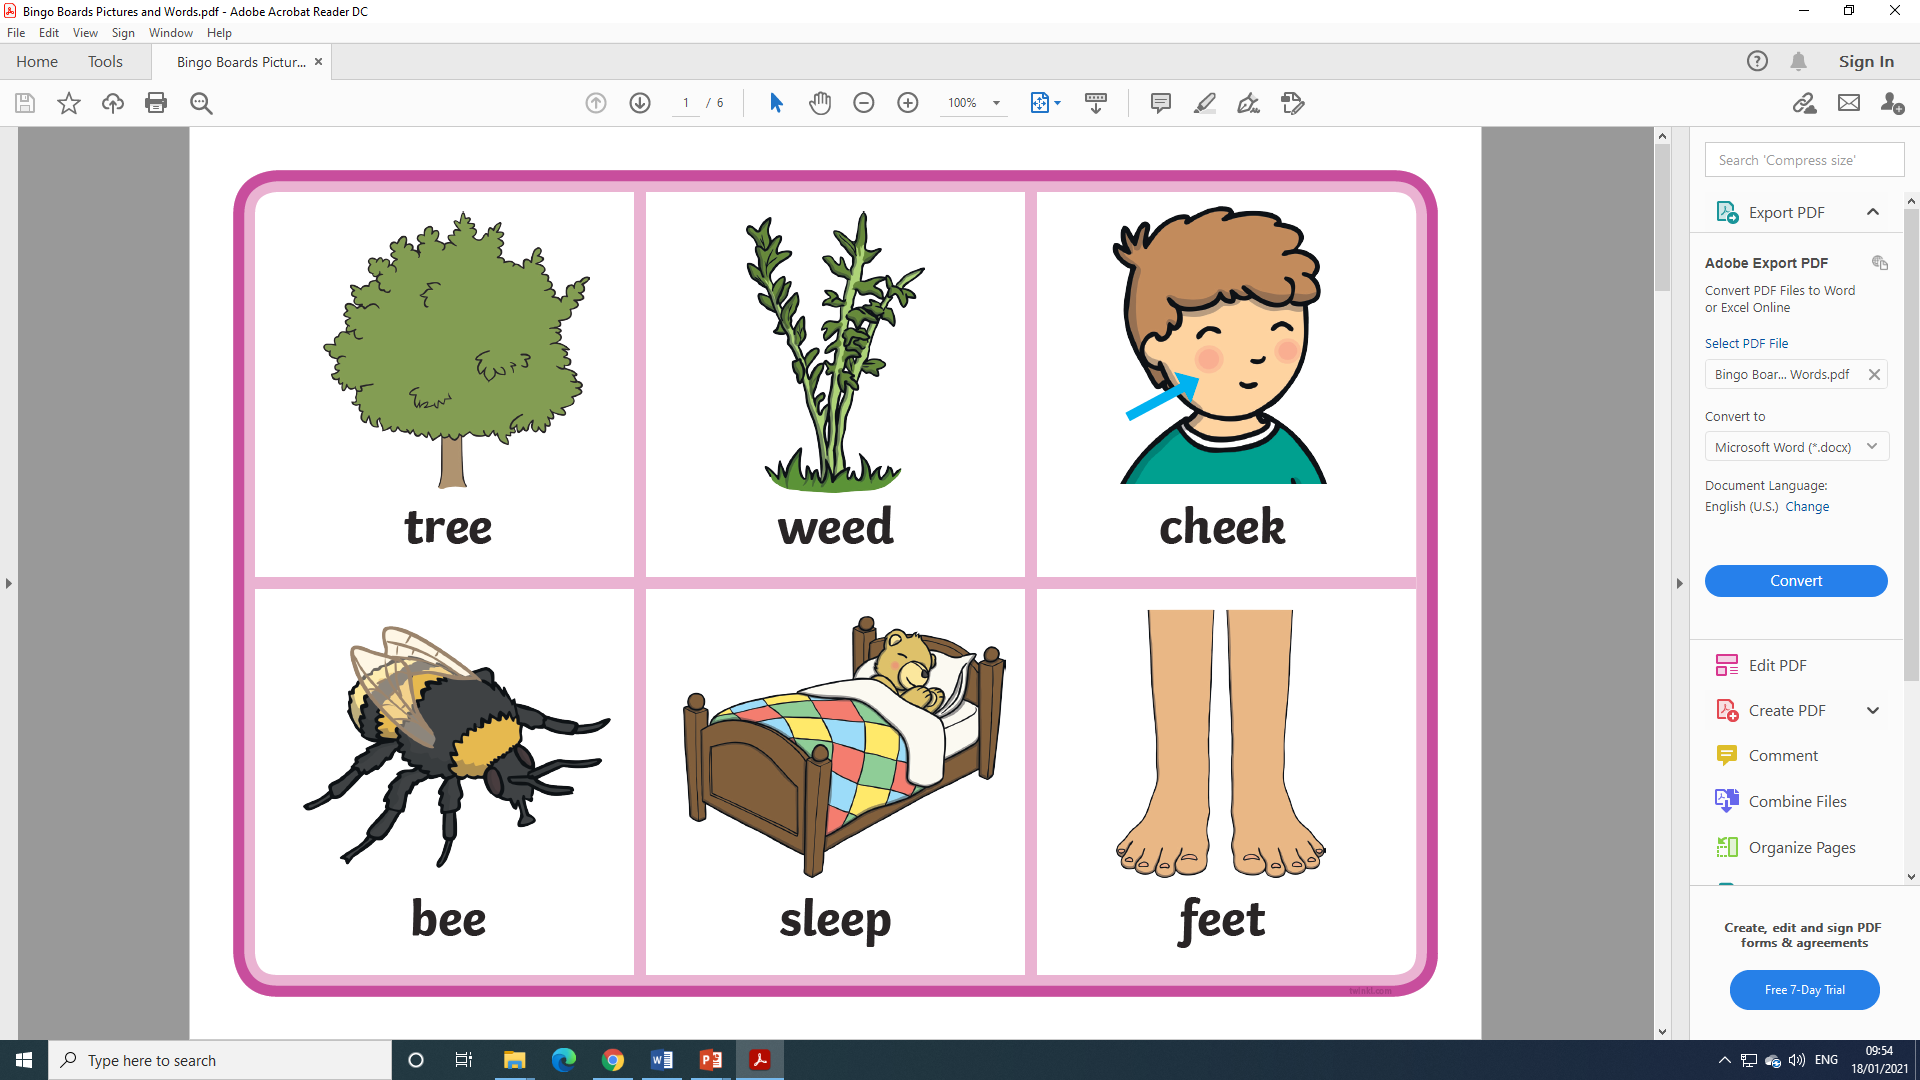 Bingo Boards Pictures and Words.pdf - Adobe Acrobat Reader DC
File Edit View Sign Window Help
Home Tools Bingo Boards Pictur... × Sign In
1 / 6 100%
Search 'Compress size'
Export PDF
Adobe Export PDF
Convert PDF Files to Word
or Excel Online
Select PDF File
Bingo Boar... Words.pdf
Convert to
Microsoft Word (*.docx)
Document Language:
English (U.S.) Change
Convert
Edit PDF
Create PDF
Comment
Combine Files
Organize Pages
Create, edit and sign PDF
forms & agreements
Free 7-Day Trial
tree weed cheek
bee sleep feet
twinkl.com
Type here to search
ENG
09:54
18/01/2021